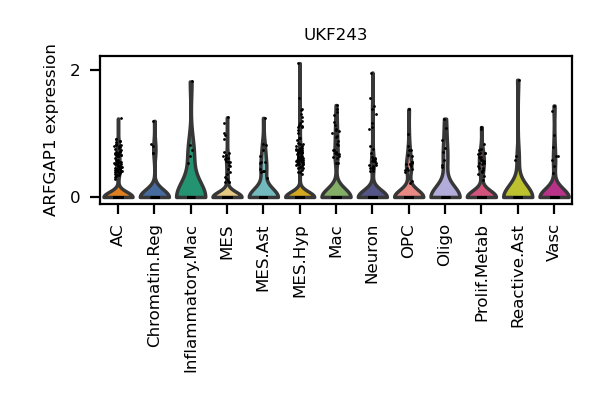 UKF243
ARFGAP1 expression
2
0
AC
Chromatin.Reg
Inflammatory.Mac
MES
MES.Ast
MES.Hyp
Mac
Neuron
OPC
Oligo
Prolif.Metab
Reactive.Ast
Vasc